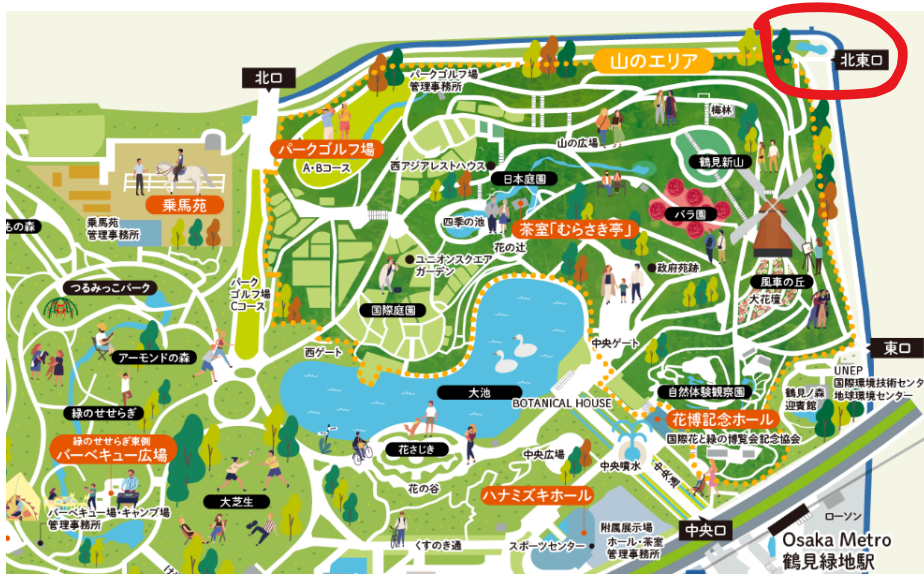 山のエリア
北東口
北口
パークゴルフ場
管理事務所
パークゴルフ場
A・Bコース
山の広場
梅林
鶴見新山
西アジアレストハウス
日本庭園
バラ園
乗馬苑
乗馬苑
管理事務所
四季の池
茶室「むらさき亭」
花の辻
もの森
ユニオンスクエア
ガーデン
政府苑跡
風車の丘
大花壇
つるみっこパーク
パーク
ゴルフ場
Cコース
国際庭園
アーモンドの森
西ゲート
中央ゲート
東口
UNEP
国際環境技術センター
地球環境センター
大池
BOTANICAL HOUSE
自然体験観察園
鶴見ノ森
迎賓館
緑のせせらぎ
緑のせせらぎ東側
バーベキュー広場
花さじき
花博記念ホール
国際花と緑の博覧会記念協会
中央広場
中央噴水
中央通
花の谷
大芝生
ハナミズキホール
バーベキュー場・キャンプ場
管理事務所
ローソン
中央口
附属展示場
ホール・茶室
管理事務所
くすのき通
スポーツセンター
Osaka Metro
鶴見緑地駅